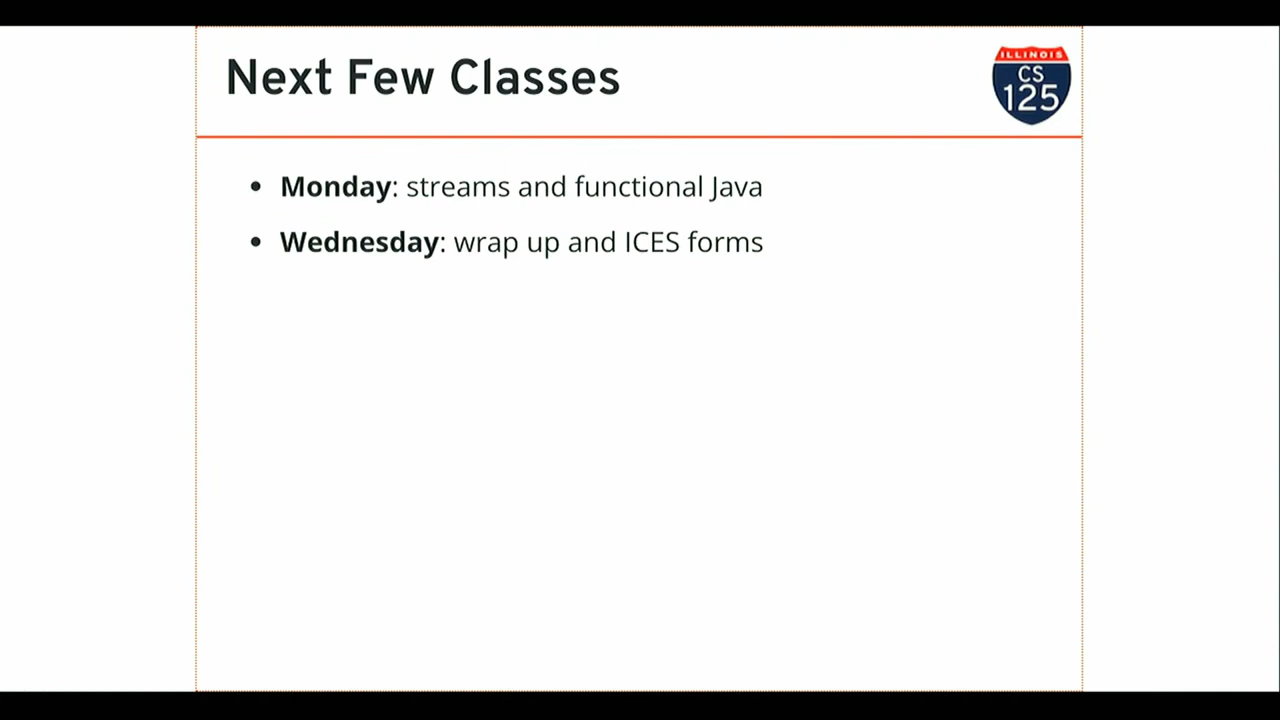 Next Few Classes
ILLINOIS
CS
125
• Monday: streams and functional Java
• Wednesday: wrap up and ICES forms